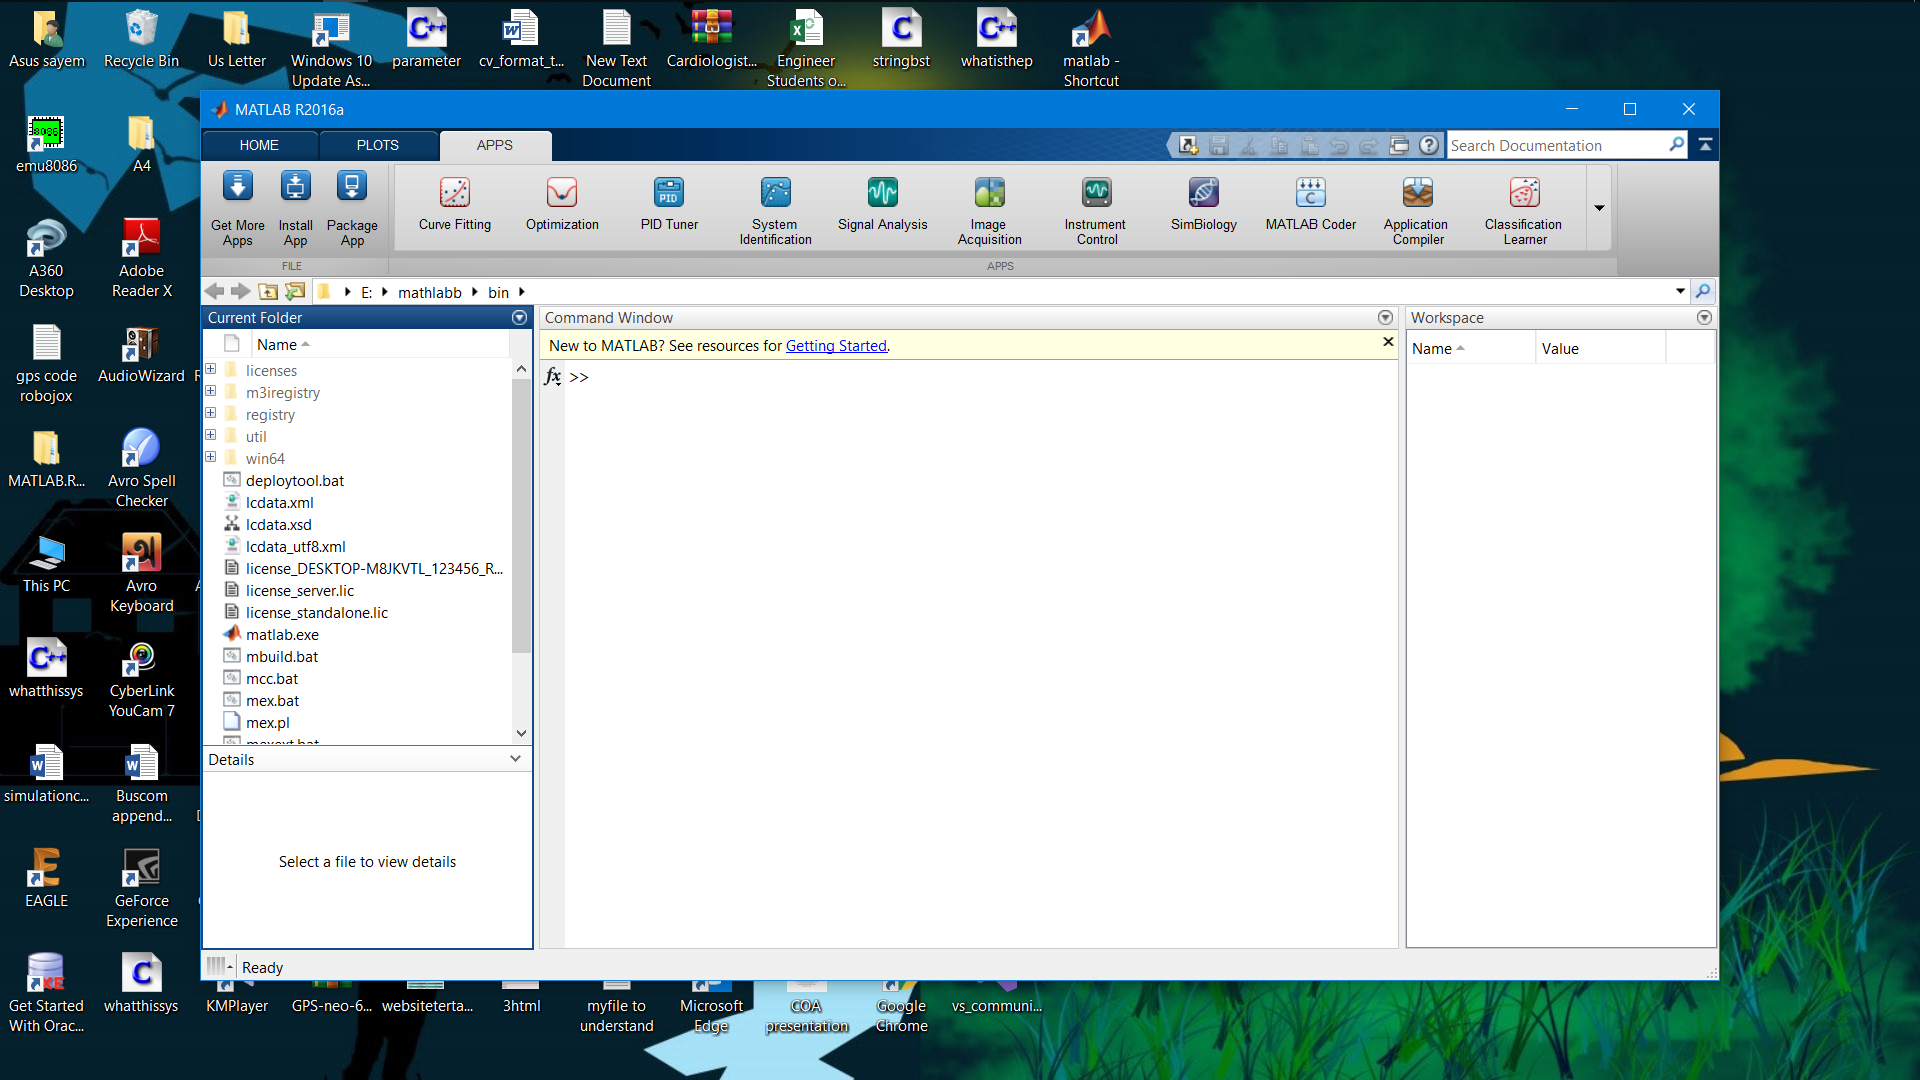 Asus sayem
Recycle Bin
Us Letter
Windows 10
Update As...
parameter
cv_format_t...
New Text
Document
Cardiologist...
Engineer
Students o...
stringbst
whatisthep
matlab -
Shortcut
emu8086
A4
A360
Desktop
Adobe
Reader X
gps code
robojox
AudioWizard
MATLAB.R...
Avro Spell
Checker
This PC
Avro
Keyboard
whatthissys
CyberLink
YouCam 7
simulationc...
Buscom
append...
EAGLE
GeForce
Experience
Get Started
With Orac...
whatthissys
KMPlayer
GPS-neo-6...
websiteterta...
3html
myfile to
understand
Microsoft
Edge
COA
presentation
Google
Chrome
vs_communi...
MATLAB R2016a
HOME
PLOTS
APPS
Search Documentation
Get More
Apps
Install
App
Package
App
FILE
Curve Fitting
Optimization
PID
PID Tuner
System
Identification
Signal Analysis
Image
Acquisition
Instrument
Control
SimBiology
MATLAB Coder
Application
Compiler
Classification
Learner
APPS
E:
mathlabb
bin
Current Folder
Name
licenses
m3iregistry
registry
util
win64
deploytool.bat
lcdata.xml
lcdata.xsd
lcdata_utf8.xml
license_DESKTOP-M8JKVTL_123456_R...
license_server.lic
license_standalone.lic
matlab.exe
mbuild.bat
mcc.bat
mex.bat
mex.pl
mexext.bat
Details
Select a file to view details
Ready
Command Window
New to MATLAB? See resources for Getting Started.
fx >>
Workspace
Name
Value